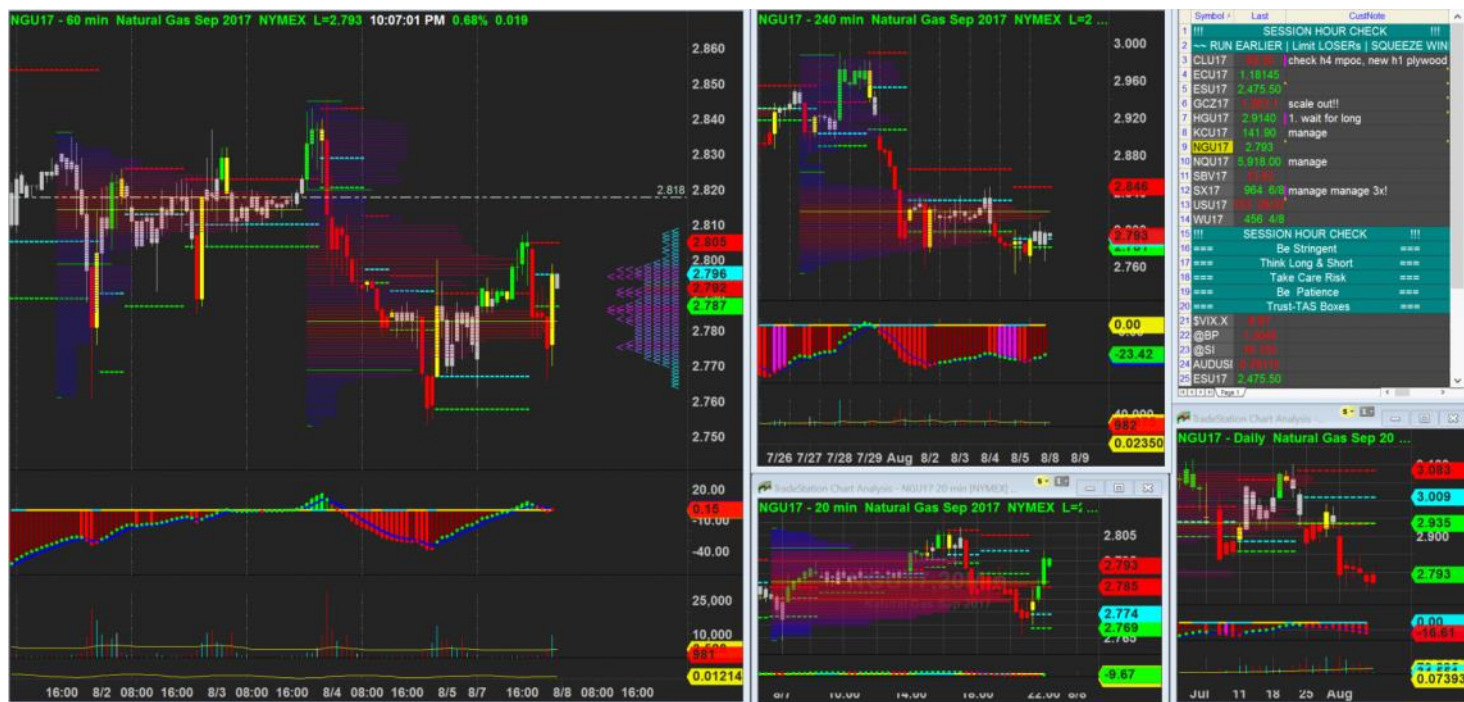 NGU17 - 60 min Natural Gas Sep 2017 NYMEX L=2.793 10:07:01 PM 0.68% 0.019
2.860
2.850
2.840
2.830
2.820
2.818
2.810
2.805
2.800
2.796
2.792
2.787
2.780
2.770
2.760
2.750
20.00
0.15
-10.00
-40.00
25,000
10,000
981
0.01214
16:00 8/2 08:00 16:00 8/3 08:00 16:00 8/4 08:00 16:00 8/5 8/7 16:00 8/8 08:00 16:00
NGU17 - 240 min Natural Gas Sep 2017 NYMEX L=2 ...
3.000
2.960
2.920
2.880
2.846
2.793
2.760
0.00
-23.42
982
0.02350
7/26 7/27 7/28 7/29 Aug 8/2 8/3 8/4 8/5 8/8 8/9
TradeStation Chart Analysis - NGU17 20 min [NYMEX] ...
NGU17 - 20 min Natural Gas Sep 2017 NYMEX L=2 ...
2.805
2.793
2.785
2.774
2.769
2.765
-9.67
8/7 10:00 14:00 18:00 22:00 8/8
Symbol Last CustNote
1 !!! SESSION HOUR CHECK !!!
2 ~~ RUN EARLIER | Limit LOSERs | SQUEEZE WIN
3 CLU17 check h4 mpoc, new h1 plywood
4 ECU17 1.18145
5 ESU17 2,475.50
6 GCZ17 scale out!!
7 HGU17 2.9140 1. wait for long
8 KCU17 141.90 manage
9 NGU17 2.793
10 NQU17 5,918.00 manage
11 SBV17
12 SX17 964 6/8 manage manage 3x!
13 USU17
14 WU17 456 4/8
15 !!! SESSION HOUR CHECK !!!
16 === Be Stringent ===
17 === Think Long & Short ===
18 === Take Care Risk ===
19 === Be Patience ===
20 === Trust-TAS Boxes ===
21 $VIX.X
22 @BP
23 @SI
24 AUDUSI
25 ESU17 2,475.50
Page 1
TradeStation Chart Analysis - ...
NGU17 - Daily Natural Gas Sep 20 ...
3.083
3.009
2.935
2.900
2.793
0.00
-16.61
0.07393
Jul 11 18 25 Aug